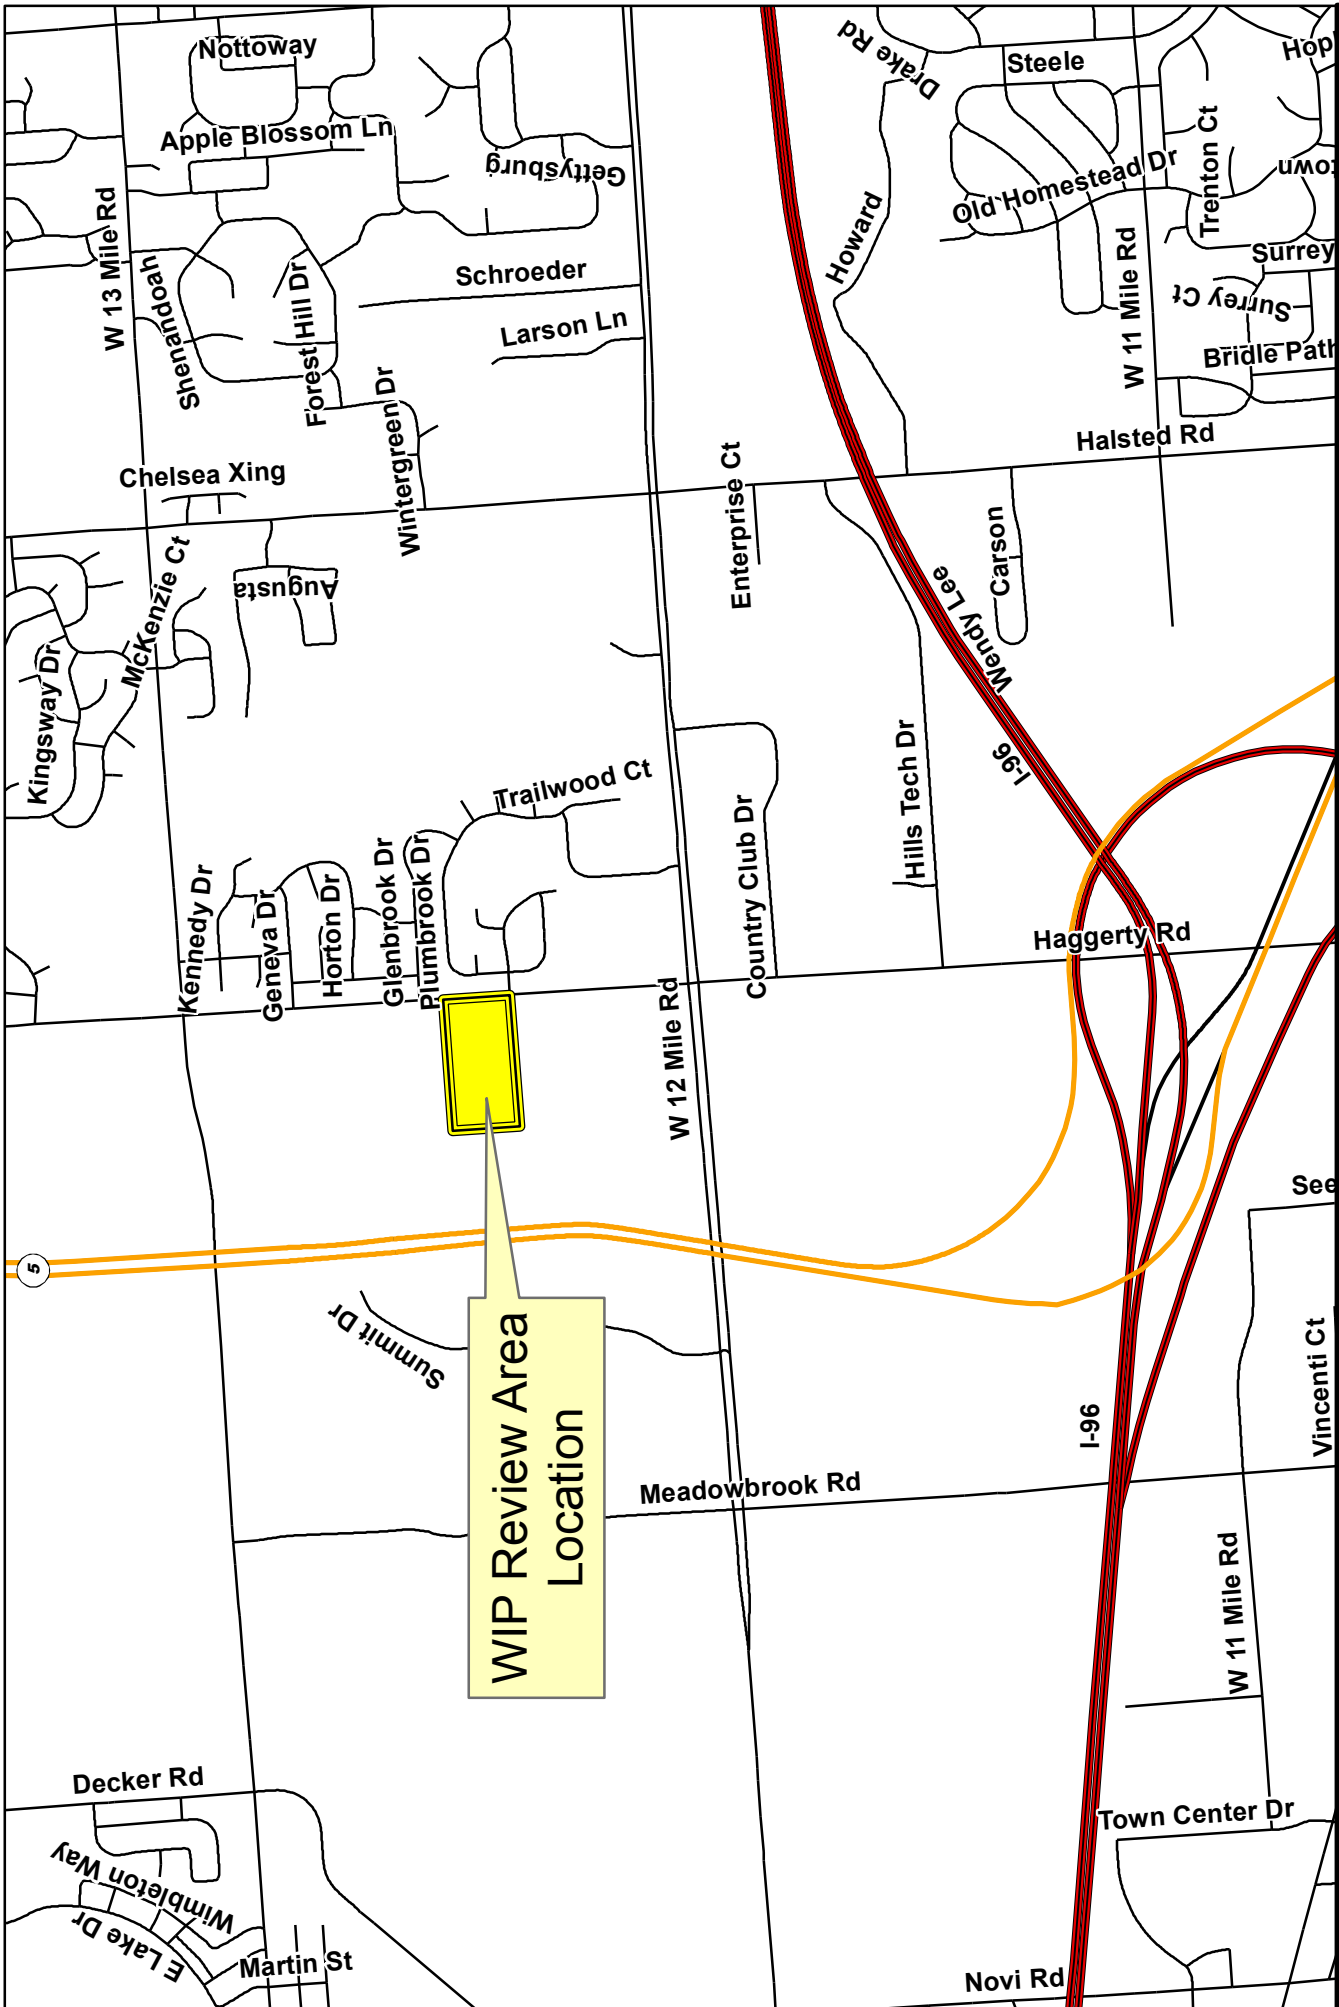 Nottoway
Drake Rd
Steele
Hop
Apple Blossom Ln
Gettysburg
Trenton Ct
town
Old Homestead Dr
W 13 Mile Rd
Howard
W 11 Mile Rd
Surrey
Shenandoah
Schroeder
Surrey Ct
Forest Hill Dr
Larson Ln
Bridle Path
Wintergreen Dr
Halsted Rd
Chelsea Xing
Enterprise Ct
Carson
McKenzie Ct
Augusta
Wendy Lee
Kingsway Dr
I-96
Trailwood Ct
Hills Tech Dr
Country Club Dr
Kennedy Dr
Geneva Dr
Horton Dr
Glenbrook Dr
Plumbrook Dr
Haggerty Rd
W 12 Mile Rd
See
5
Summit Dr
WIP Review Area
Location
Vincenti Ct
I-96
Meadowbrook Rd
W 11 Mile Rd
Decker Rd
Town Center Dr
Wimbleton Way
E Lake Dr
Martin St
Novi Rd